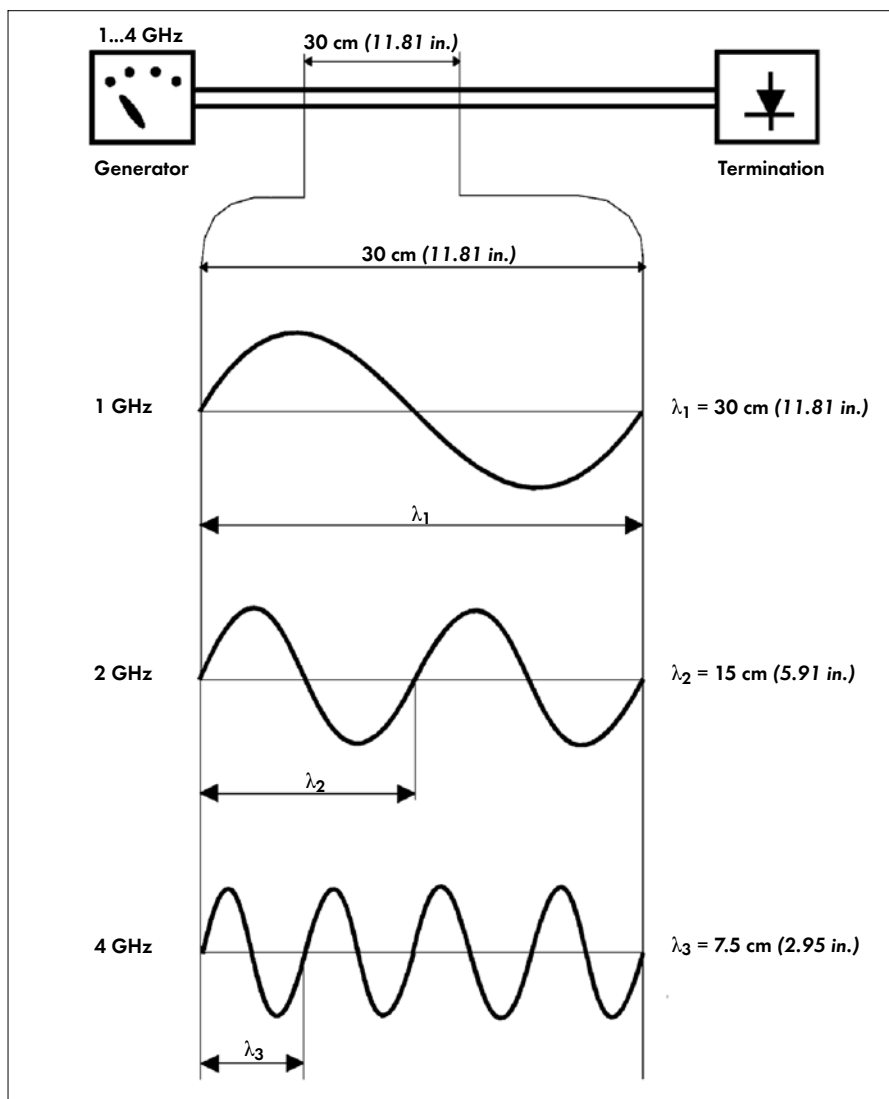 1...4 GHz
30 cm (11.81 in.)
Generator
Termination
30 cm (11.81 in.)
1 GHz
λ1 = 30 cm (11.81 in.)
λ1
2 GHz
λ2 = 15 cm (5.91 in.)
λ2
4 GHz
λ3 = 7.5 cm (2.95 in.)
λ3